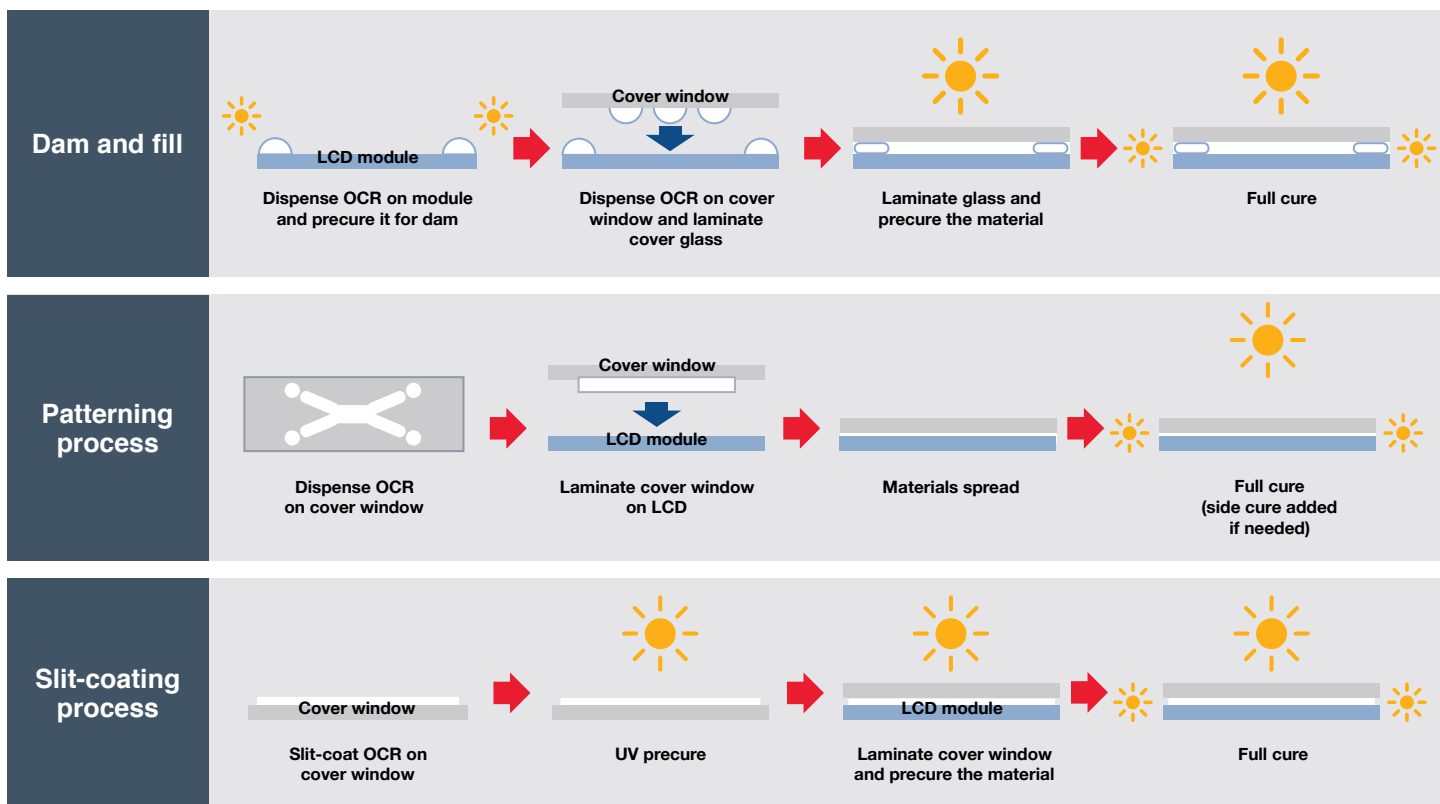 Dam and fill
LCD module
Dispense OCR on module
and precure it for dam
Cover window
Dispense OCR on cover
window and laminate
cover glass
Laminate glass and
precure the material
Full cure
Patterning
process
Dispense OCR
on cover window
Cover window
LCD module
Laminate cover window
on LCD
Materials spread
Full cure
(side cure added
if needed)
Slit-coating
process
Cover window
Slit-coat OCR on
cover window
UV precure
LCD module
Laminate cover window
and precure the material
Full cure